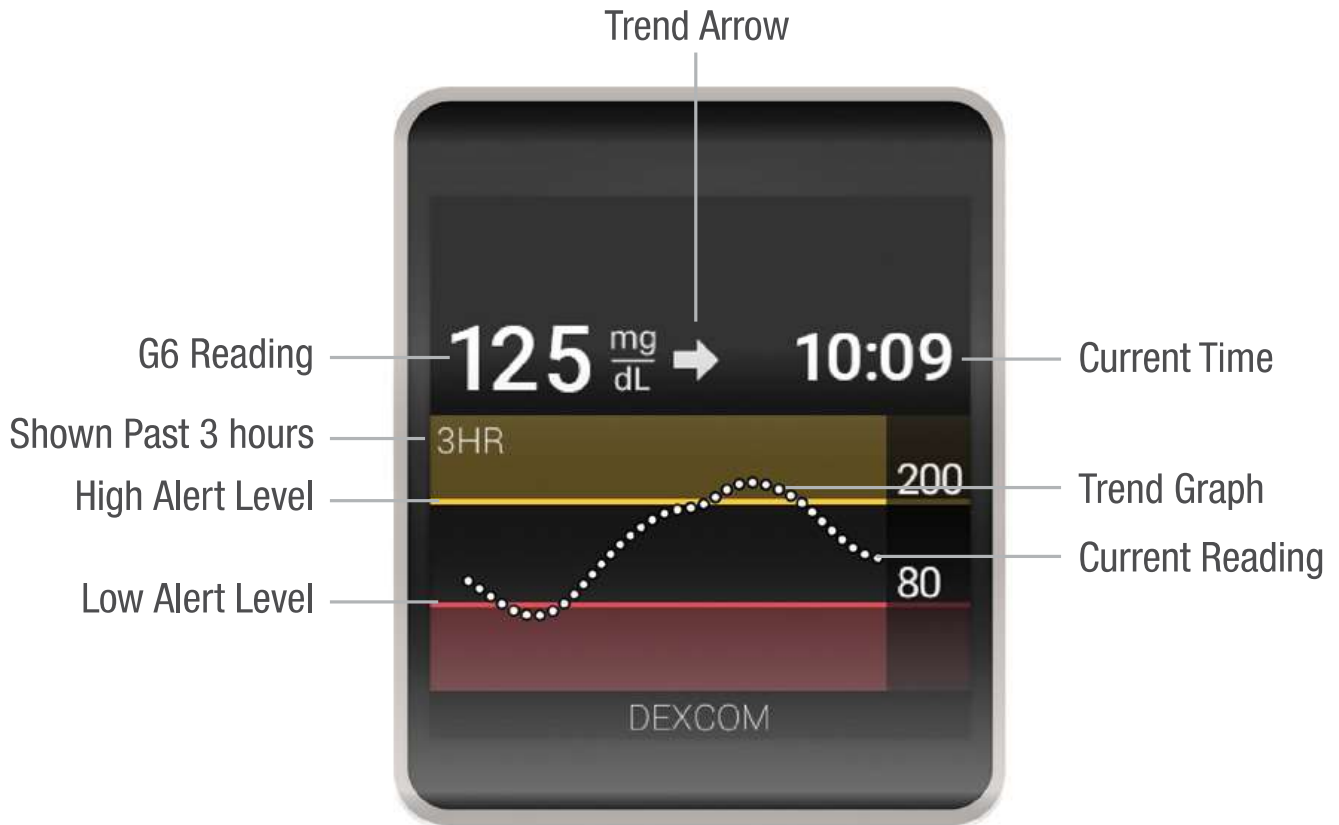 Trend Arrow
G6 Reading
125 mg/dL
10:09
Current Time
Shown Past 3 hours
3HR
High Alert Level
200
Trend Graph
Current Reading
Low Alert Level
80
DEXCOM